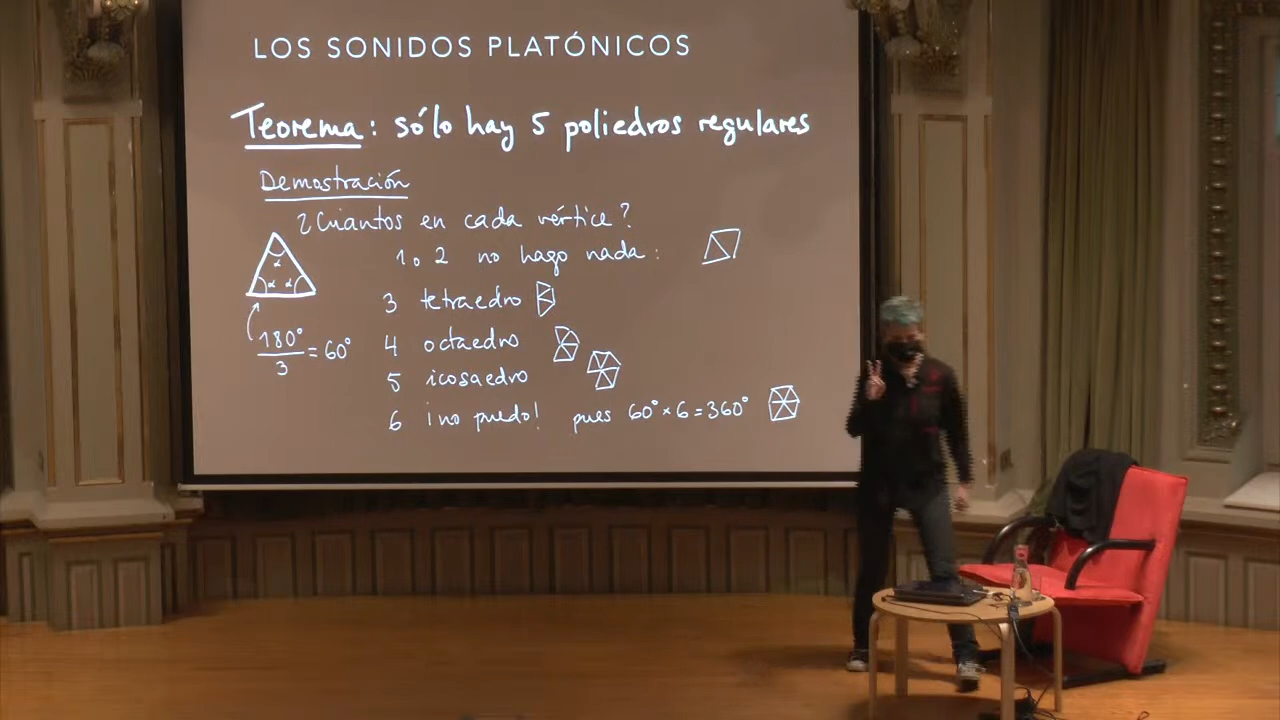 LOS SONIDOS PLATÓNICOS
Teorema: sólo hay 5 poliedros regulares
Demostración
¿Cuántos en cada vértice?
1 o 2 no hago nada:
α
α α
3 tetraedro
180°/3 = 60°
4 octaedro
5 icosaedro
6 ¡no puedo! pues 60° × 6 = 360°